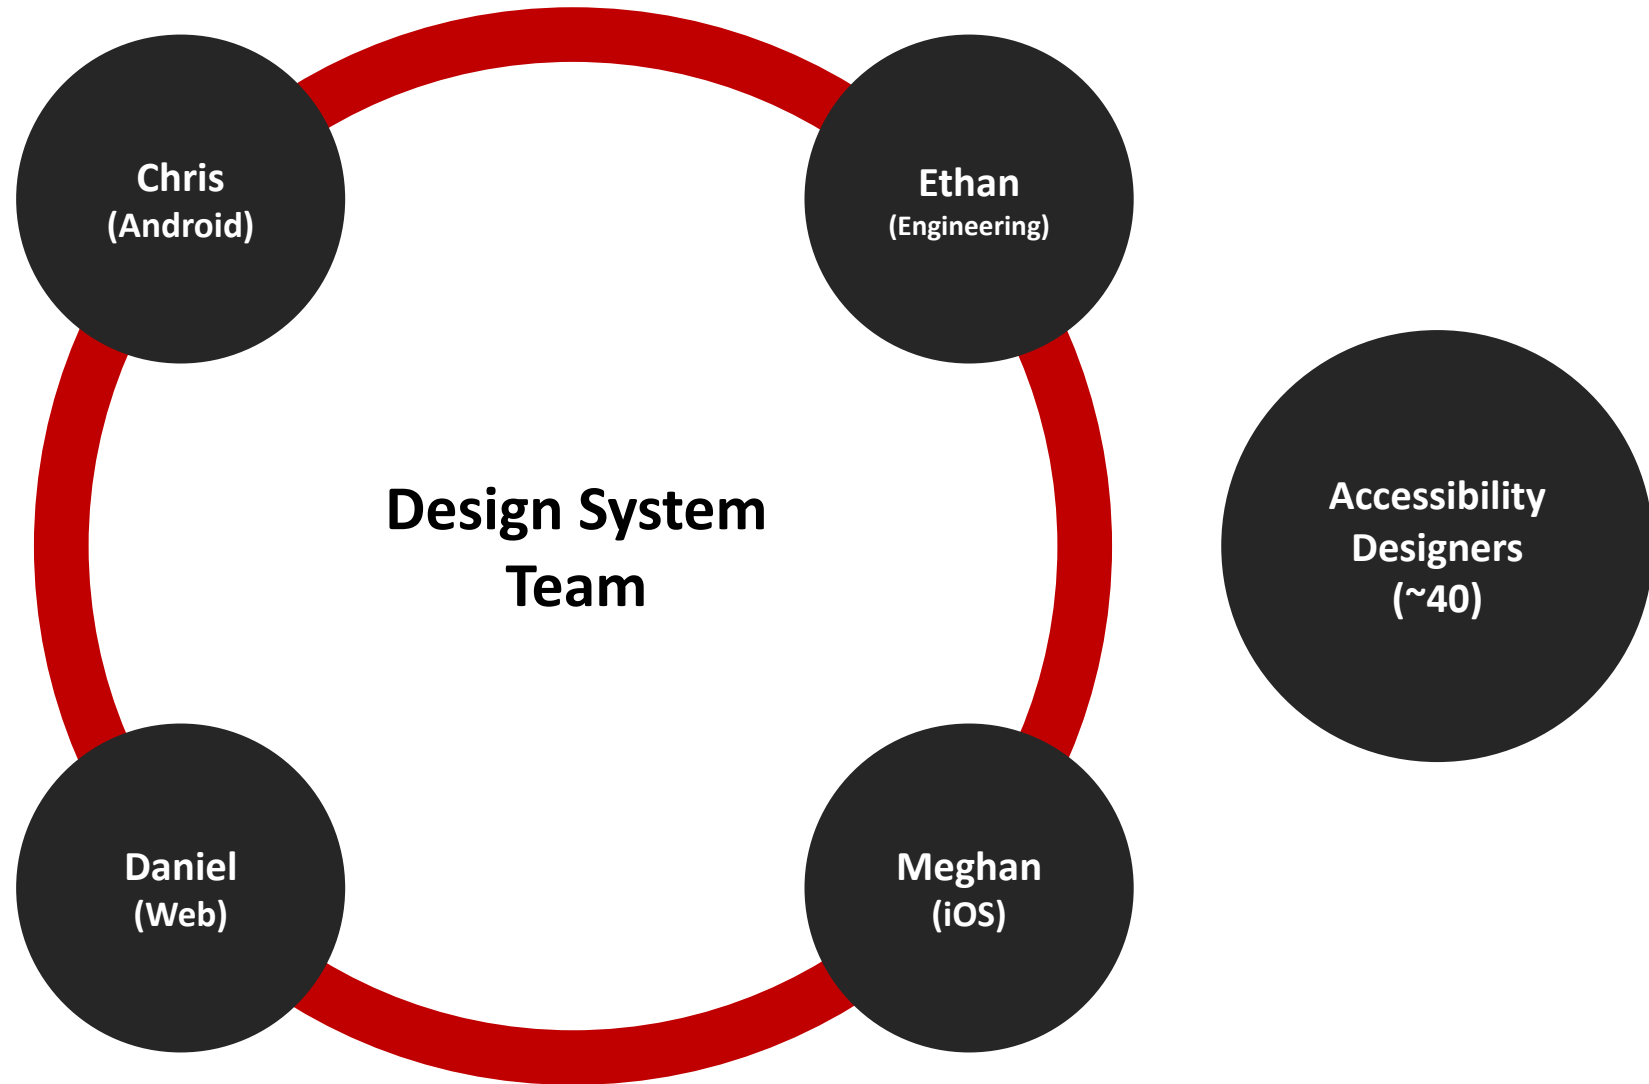 Chris
(Android)
Ethan
(Engineering)
Design System
Team
Accessibility
Designers
(~40)
Daniel
(Web)
Meghan
(iOS)